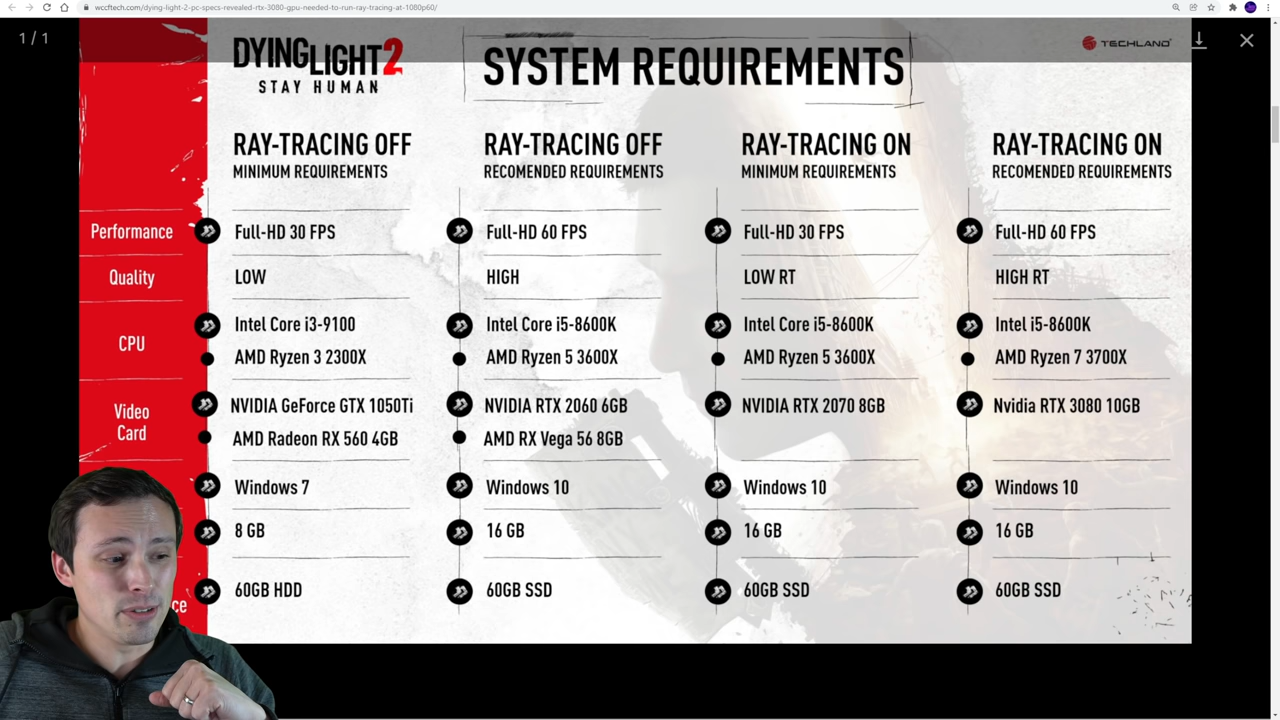 wccftech.com/dying-light-2-pc-specs-revealed-rtx-3080-gpu-needed-to-run-ray-tracing-at-1080p60/
1 / 1
DYING LIGHT 2
STAY HUMAN
SYSTEM REQUIREMENTS
TECHLAND
RAY-TRACING OFF
MINIMUM REQUIREMENTS
RAY-TRACING OFF
RECOMENDED REQUIREMENTS
RAY-TRACING ON
MINIMUM REQUIREMENTS
RAY-TRACING ON
RECOMENDED REQUIREMENTS
Performance
Full-HD 30 FPS
Full-HD 60 FPS
Full-HD 30 FPS
Full-HD 60 FPS
Quality
LOW
HIGH
LOW RT
HIGH RT
CPU
Intel Core i3-9100
AMD Ryzen 3 2300X
Intel Core i5-8600K
AMD Ryzen 5 3600X
Intel Core i5-8600K
AMD Ryzen 5 3600X
Intel i5-8600K
AMD Ryzen 7 3700X
Video
Card
NVIDIA GeForce GTX 1050Ti
AMD Radeon RX 560 4GB
NVIDIA RTX 2060 6GB
AMD RX Vega 56 8GB
NVIDIA RTX 2070 8GB
Nvidia RTX 3080 10GB
Windows 7
Windows 10
Windows 10
Windows 10
8 GB
16 GB
16 GB
16 GB
ce
60GB HDD
60GB SSD
60GB SSD
60GB SSD